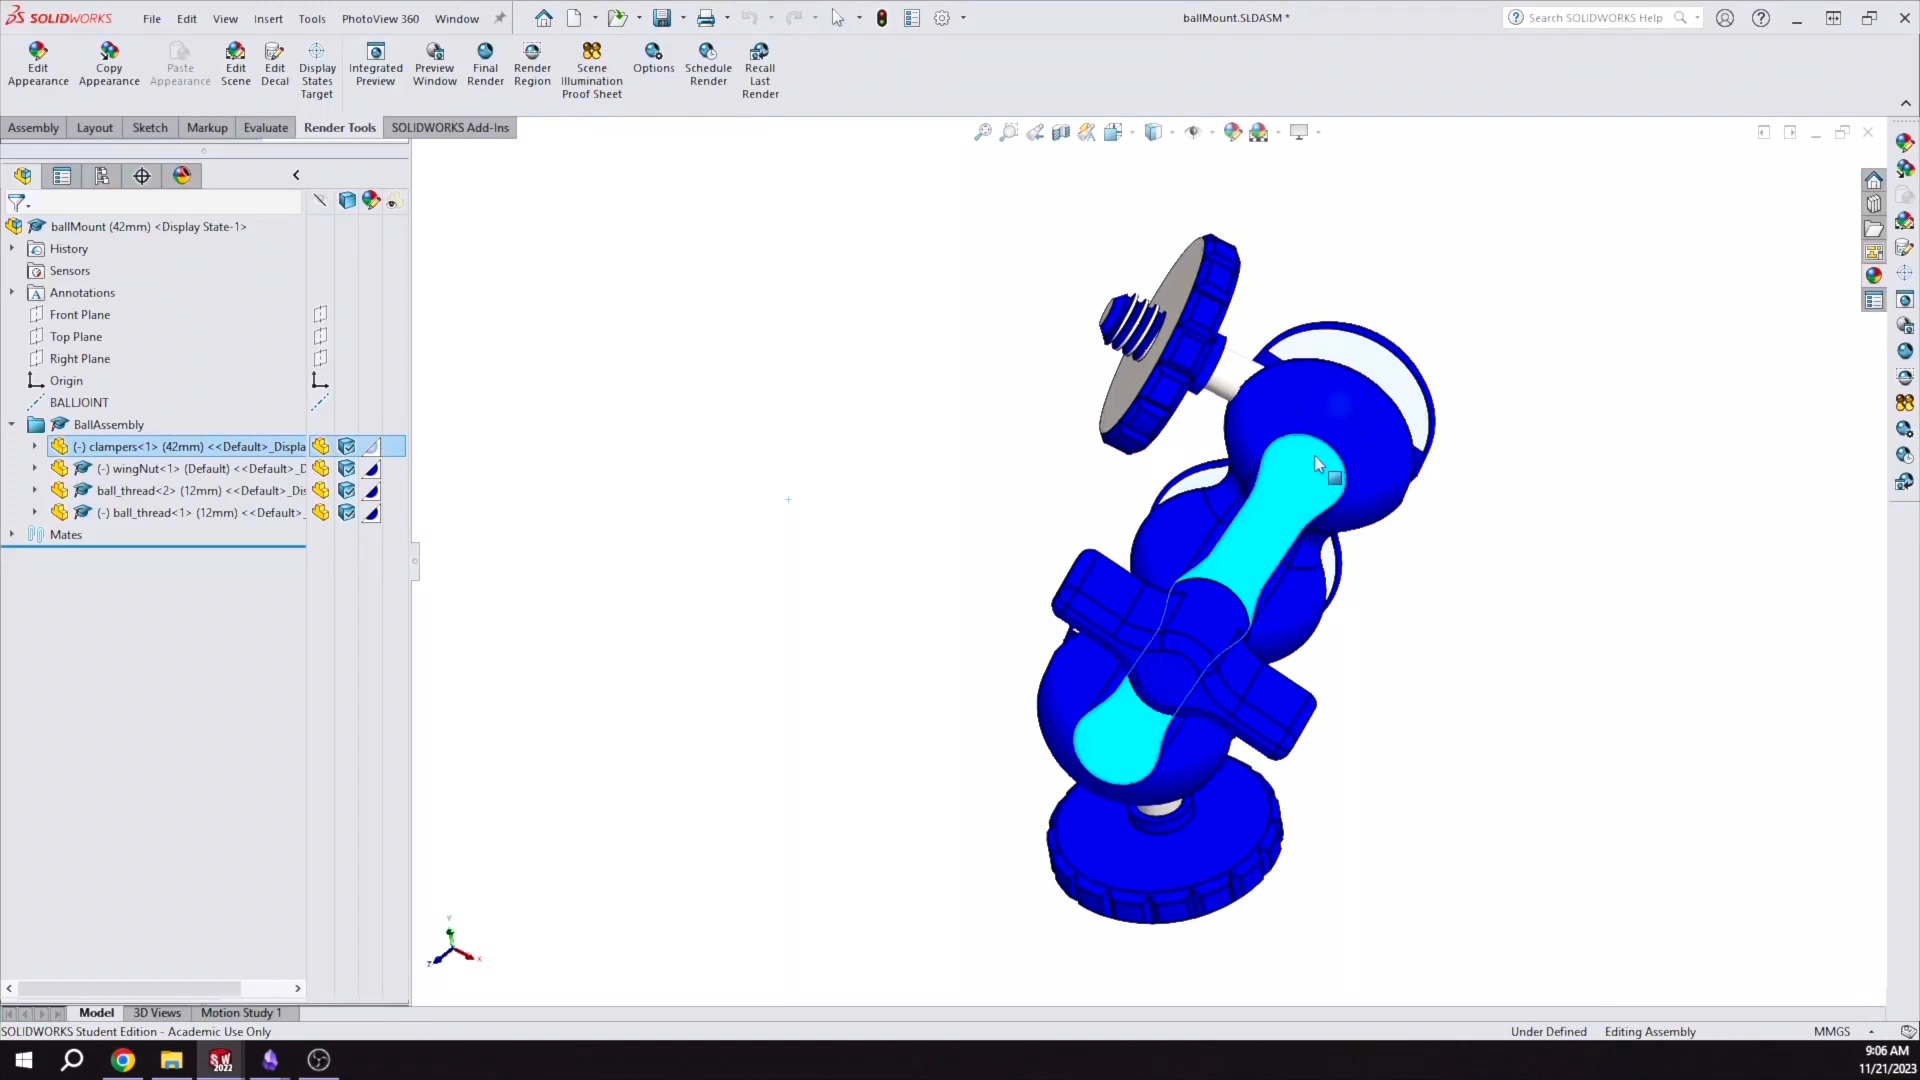 SOLIDWORKS File Edit View Insert Tools PhotoView 360 Window ballMount.SLDASM * Search SOLIDWORKS Help
Edit Appearance
Copy Appearance
Paste Appearance
Edit Scene
Edit Decal
Display States Target
Integrated Preview
Preview Window
Final Render
Render Region
Scene Illumination Proof Sheet
Options
Schedule Render
Recall Last Render
Assembly Layout Sketch Markup Evaluate Render Tools SOLIDWORKS Add-Ins
ballMount (42mm) <Display State-1>
History
Sensors
Annotations
Front Plane
Top Plane
Right Plane
Origin
BALLJOINT
BallAssembly
(-) clampers<1> (42mm) <<Default>_Displa
(-) wingNut<1> (Default) <<Default>_D
ball_thread<2> (12mm) <<Default>_Dis
(-) ball_thread<1> (12mm) <<Default>_
Mates
Y
Z X
Model 3D Views Motion Study 1
SOLIDWORKS Student Edition - Academic Use Only Under Defined Editing Assembly MMGS
SW 2022
9:06 AM
11/21/2023